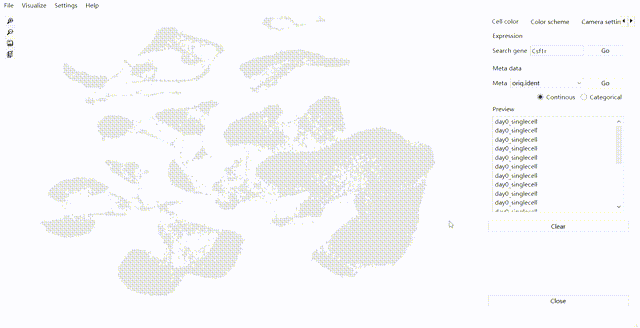 File Visualize Settings Help
Cell color Color scheme Camera settin
Expression
Search gene Csf1r Go
Meta data
Meta orig.ident Go
Continous Categorical
Preview
day0_singlecell
day0_singlecell
day0_singlecell
day0_singlecell
day0_singlecell
day0_singlecell
day0_singlecell
day0_singlecell
day0_singlecell
day0_singlecell
Clear
Close